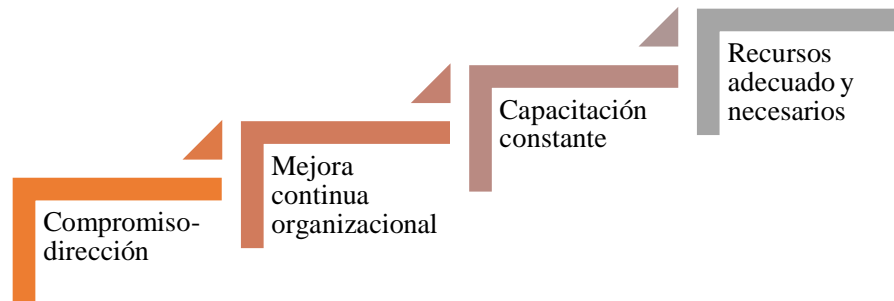 Compromiso-
dirección
Mejora
continua
organizacional
Capacitación
constante
Recursos
adecuado y
necesarios